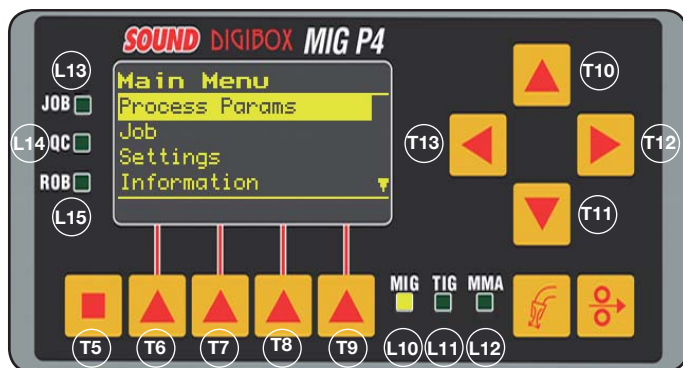 SOUND DIGIBOX MIG P4
L13
Main Menu
T10
JOB
Process Params
L14 QC
Job
T13
T12
Settings
ROB
Information
L15
T11
MIG TIG MMA
T5 T6 T7 T8 T9
L10 L11 L12